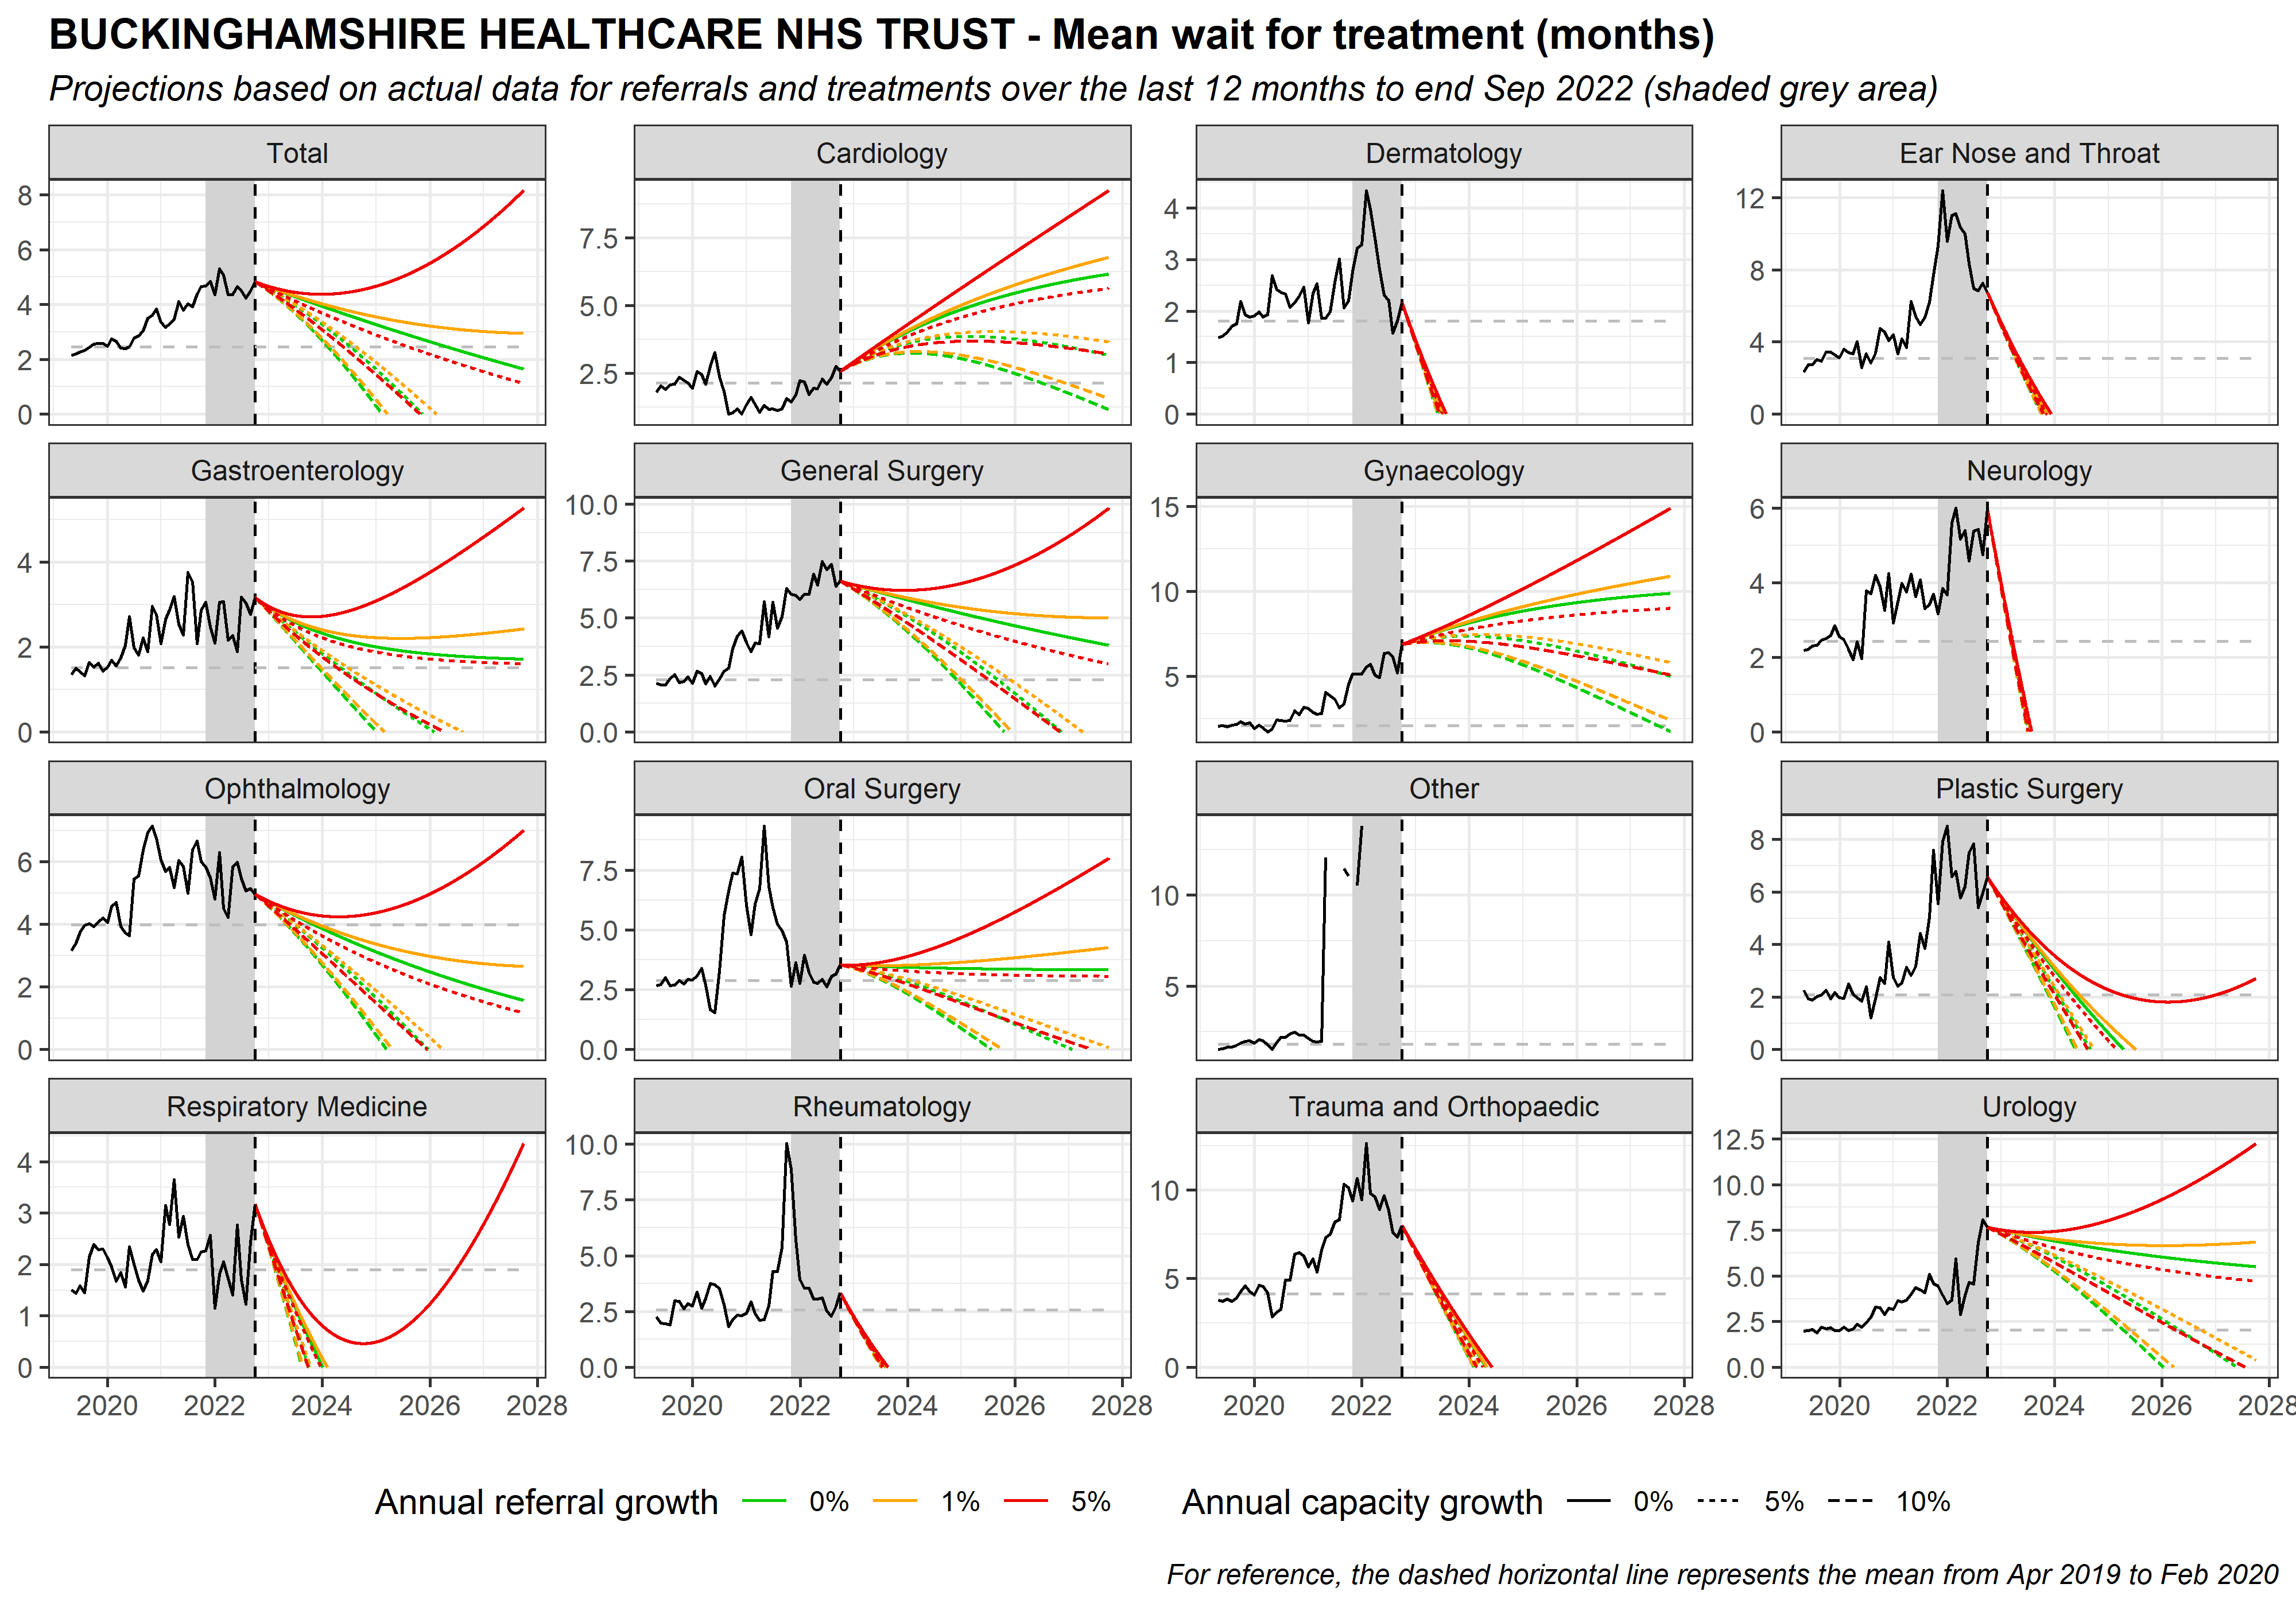 BUCKINGHAMSHIRE HEALTHCARE NHS TRUST - Mean wait for treatment (months)
Projections based on actual data for referrals and treatments over the last 12 months to end Sep 2022 (shaded grey area)
Total
8
6
4
2
0
Cardiology
7.5
5.0
2.5
Dermatology
4
3
2
1
0
Ear Nose and Throat
12
8
4
0
Gastroenterology
4
2
0
General Surgery
10.0
7.5
5.0
2.5
0.0
Gynaecology
15
10
5
Neurology
6
4
2
0
Ophthalmology
6
4
2
0
Oral Surgery
7.5
5.0
2.5
0.0
Other
10
5
Plastic Surgery
8
6
4
2
0
Respiratory Medicine
4
3
2
1
0
2020 2022 2024 2026 2028
Rheumatology
10.0
7.5
5.0
2.5
0.0
2020 2022 2024 2026 2028
Trauma and Orthopaedic
10
5
0
2020 2022 2024 2026 2028
Urology
12.5
10.0
7.5
5.0
2.5
0.0
2020 2022 2024 2026 2028
Annual referral growth 0% 1% 5%
Annual capacity growth 0% 5% 10%
For reference, the dashed horizontal line represents the mean from Apr 2019 to Feb 2020